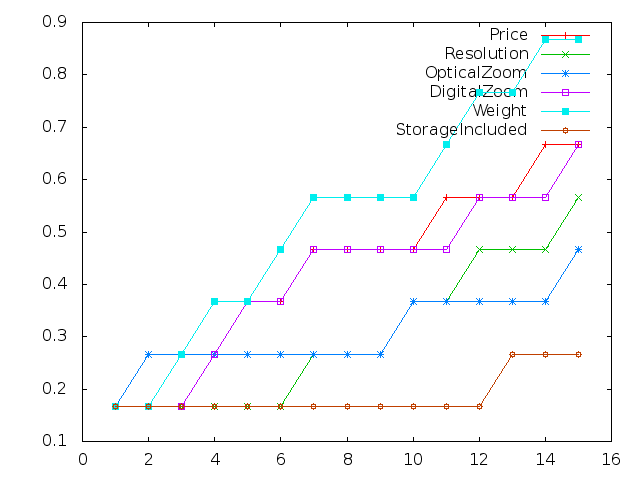 0.9
0.8
0.7
0.6
0.5
0.4
0.3
0.2
0.1
0 2 4 6 8 10 12 14 16
Price
Resolution
OpticalZoom
DigitalZoom
Weight
StorageIncluded